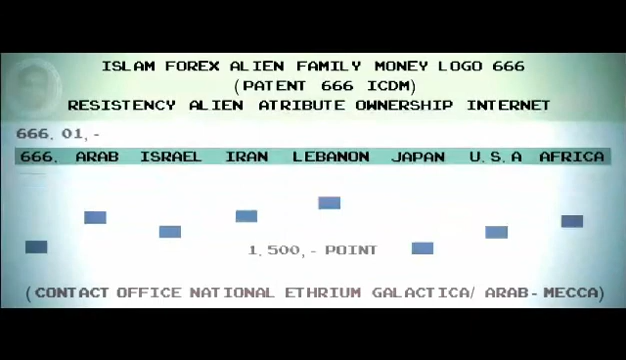 ISLAM FOREX ALIEN FAMILY MONEY LOGO 666
(PATENT 666 ICDM)
RESISTENCY ALIEN ATRIBUTE OWNERSHIP INTERNET
666, 01, -
666, ARAB ISRAEL IRAN LEBANON JAPAN U.S.A AFRICA
1,500,- POINT
(CONTACT OFFICE NATIONAL ETHRIUM GALACTICA/ ARAB- MECCA)